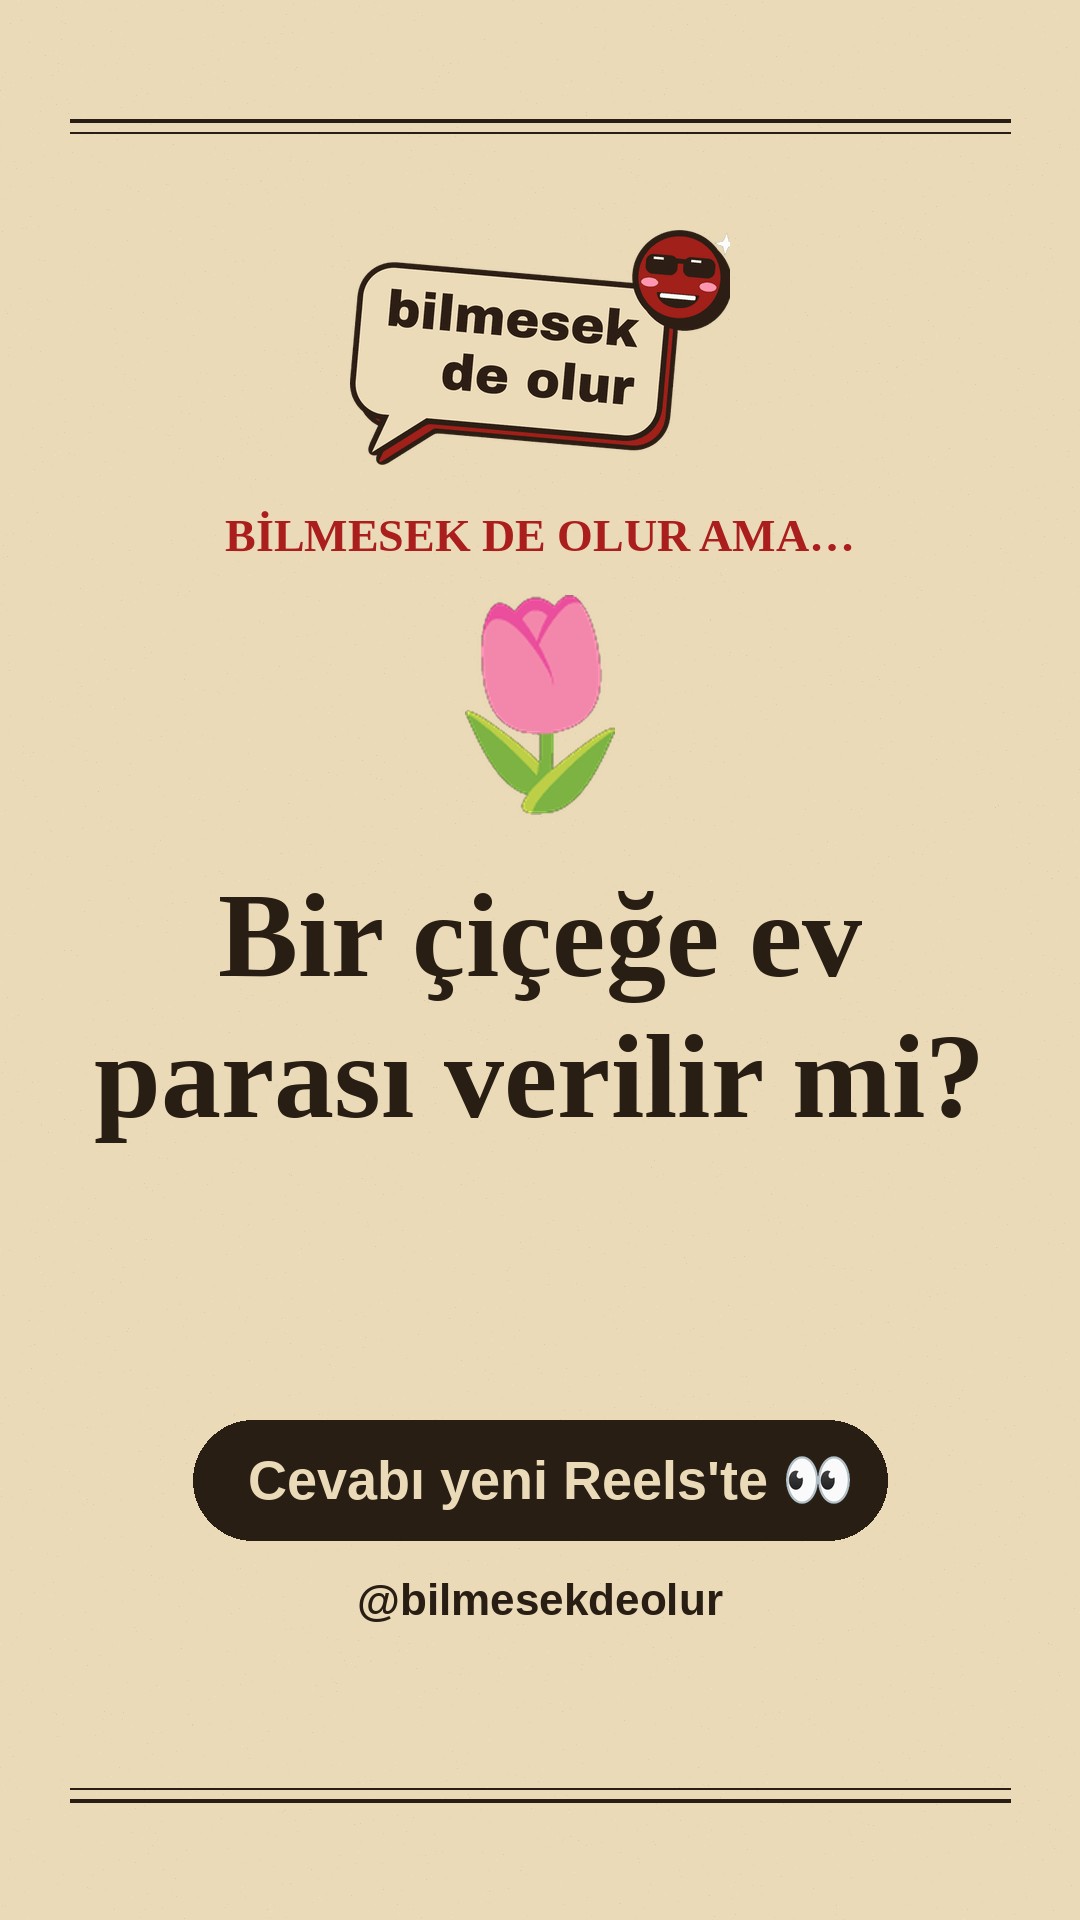 bilmesek
de olur
BİLMESEK DE OLUR AMA…
Bir çiçeğe ev
parası verilir mi?
Cevabı yeni Reels'te 👀
@bilmesekdeolur